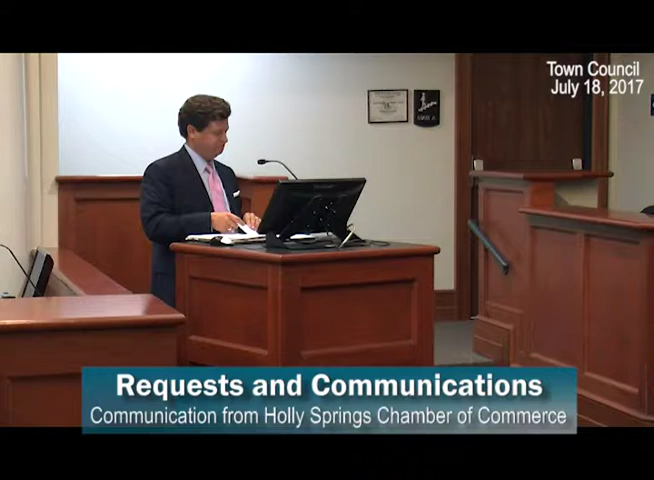 Town Council
July 18, 2017
Requests and Communications
Communication from Holly Springs Chamber of Commerce